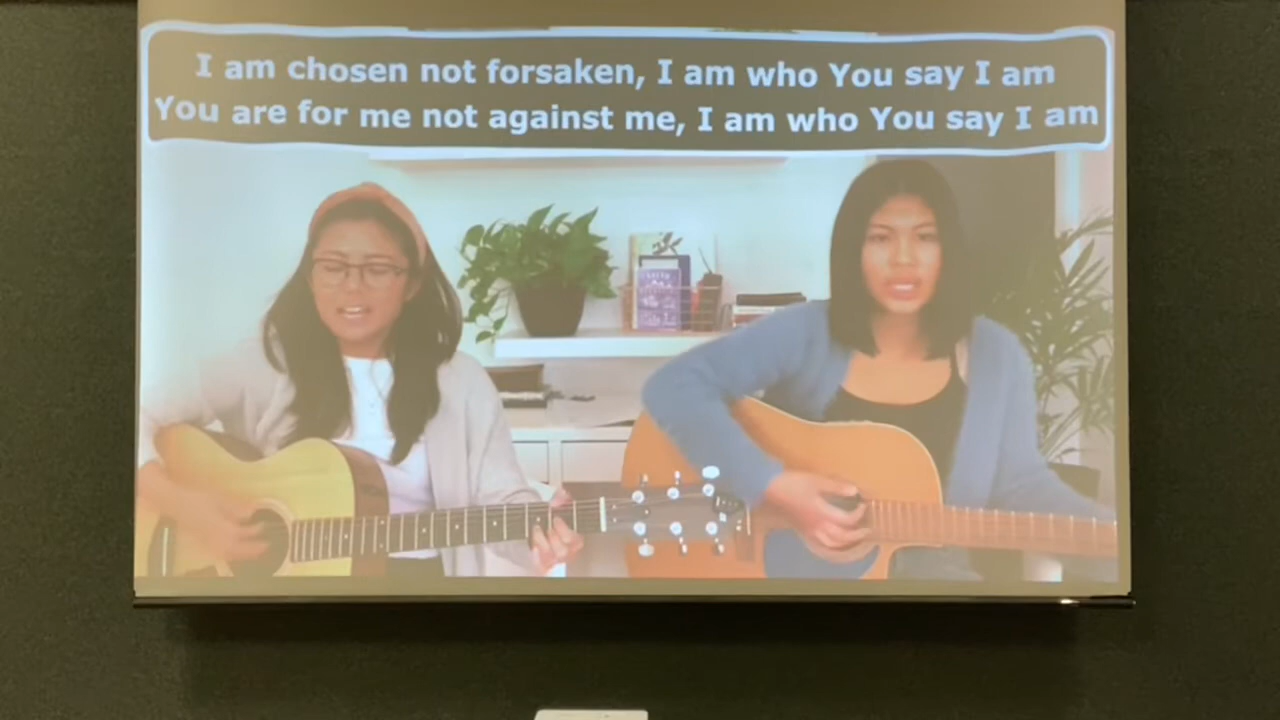 I am chosen not forsaken, I am who You say I am
You are for me not against me, I am who You say I am